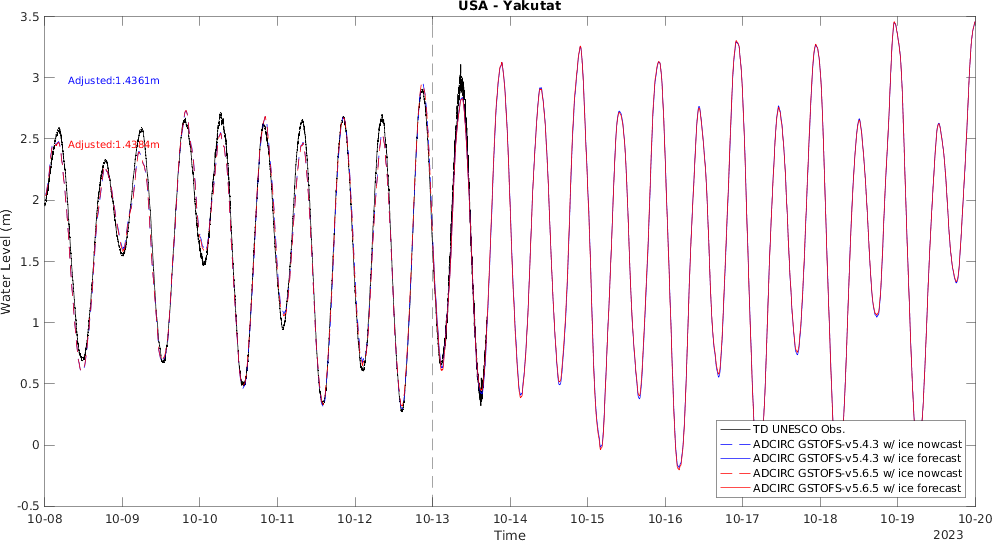 USA - Yakutat
3.5
3
2.5
2
1.5
1
0.5
0
-0.5
Water Level (m)
Adjusted:1.4361m
Adjusted:1.4384m
TD UNESCO Obs.
ADCIRC GSTOFS-v5.4.3 w/ ice nowcast
ADCIRC GSTOFS-v5.4.3 w/ ice forecast
ADCIRC GSTOFS-v5.6.5 w/ ice nowcast
ADCIRC GSTOFS-v5.6.5 w/ ice forecast
10-08 10-09 10-10 10-11 10-12 10-13 10-14 10-15 10-16 10-17 10-18 10-19 10-20
Time
2023